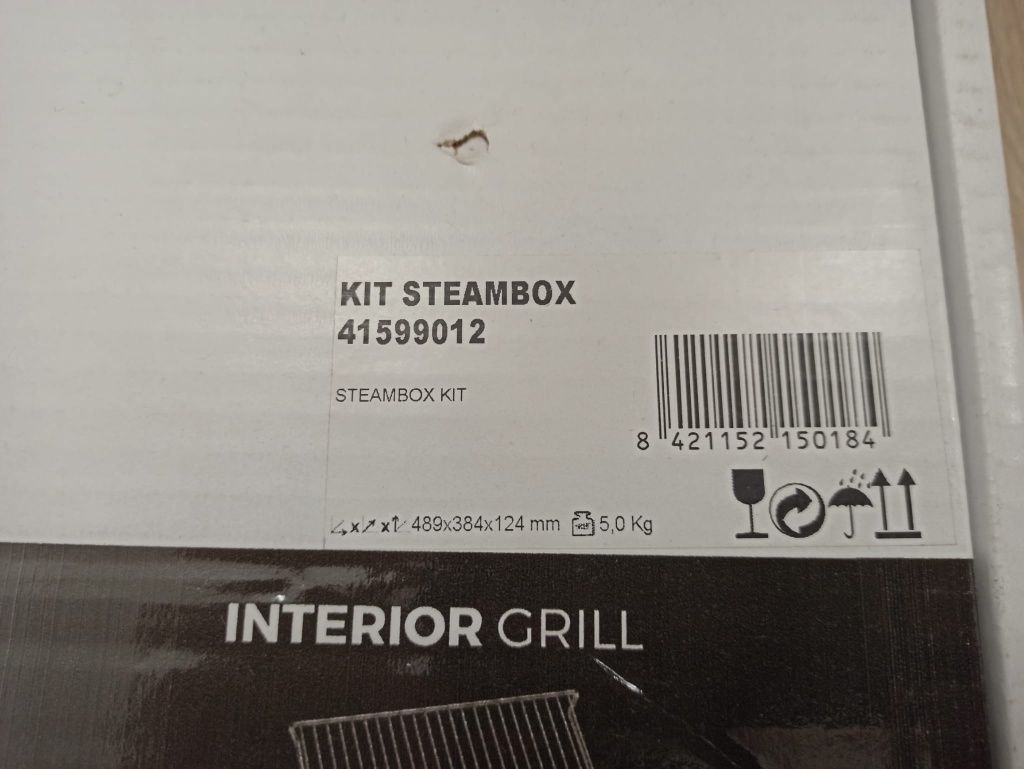 KIT STEAMBOX
41599012
STEAMBOX KIT
8 421152 150184
489x384x124 mm 5,0 Kg
INTERIOR GRILL